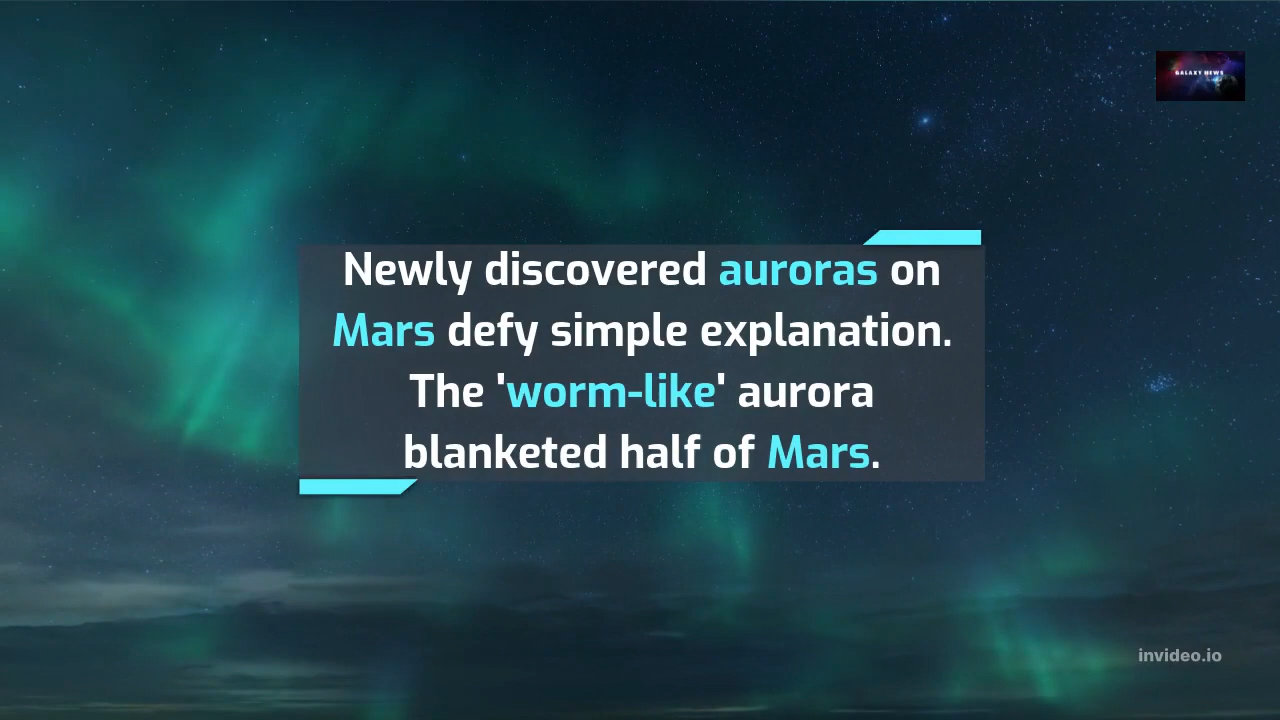 GALAXY NEWS
Newly discovered auroras on
Mars defy simple explanation.
The 'worm-like' aurora
blanketed half of Mars.
invideo.io